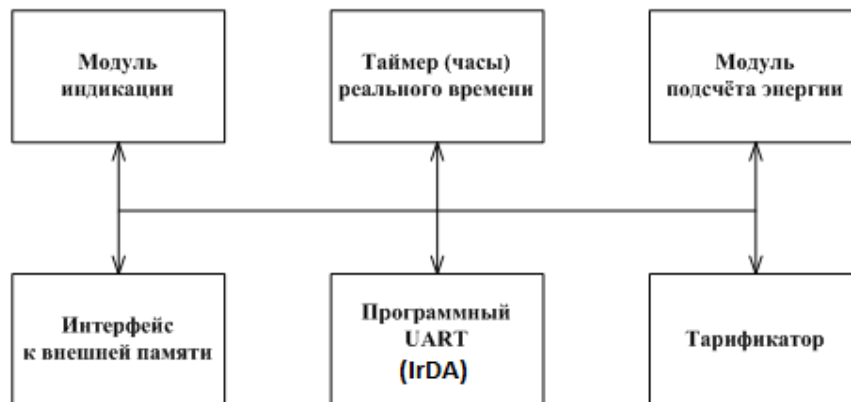 Модуль
индикации
Таймер (часы)
реального времени
Модуль
подсчёта энергии
Интерфейс
к внешней памяти
Программный
UART
(IrDA)
Тарификатор